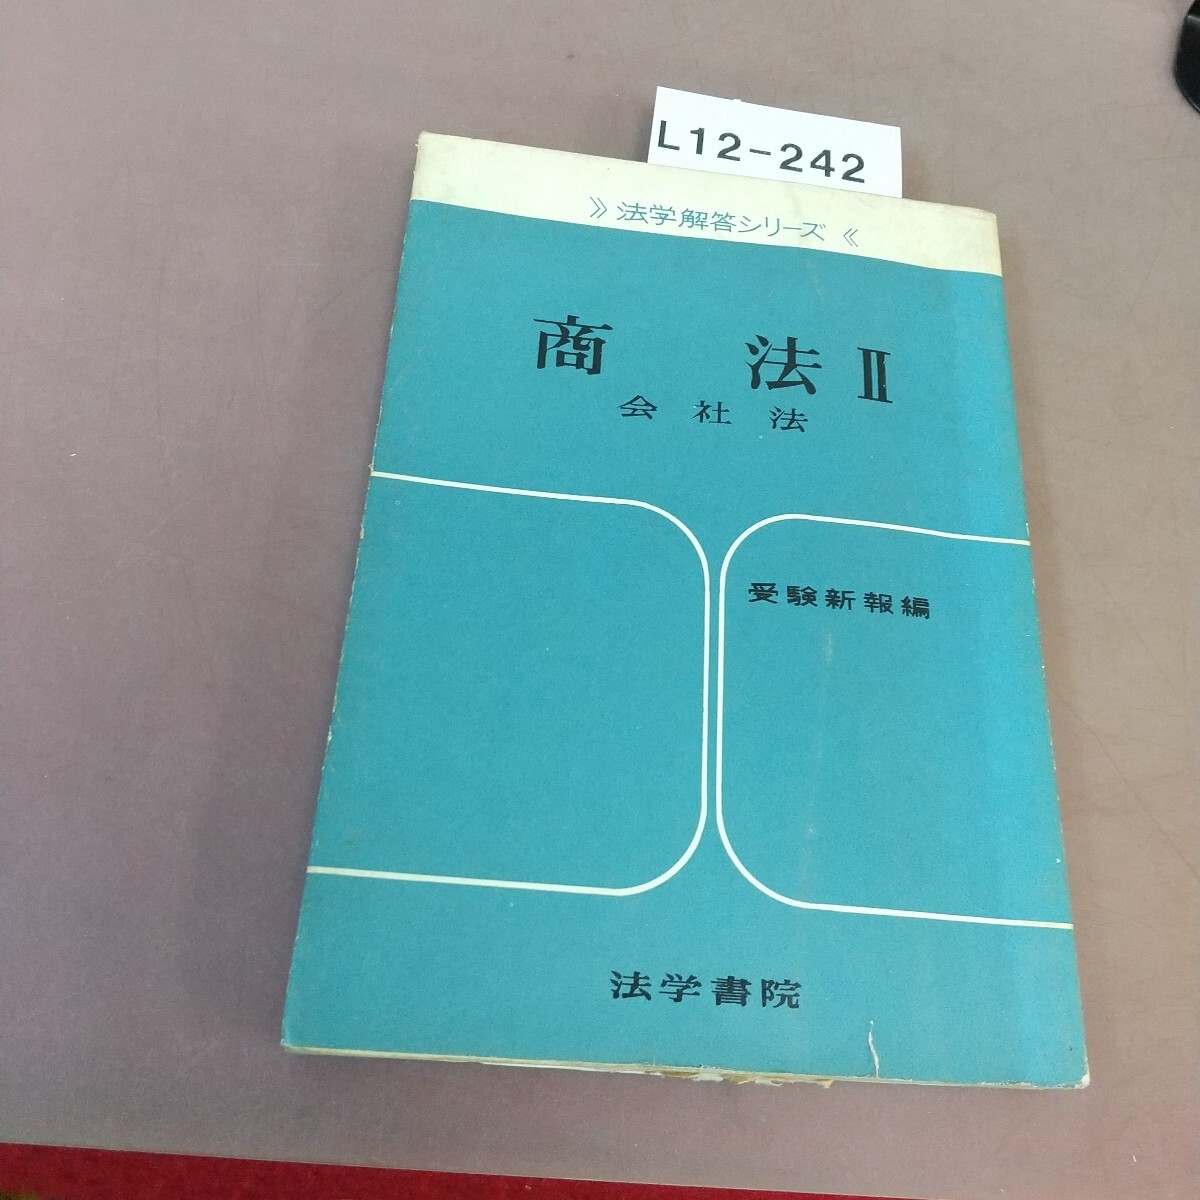 L12-242
》法学解答シリーズ《
商法Ⅱ
会社法
受験新報編
法学書院